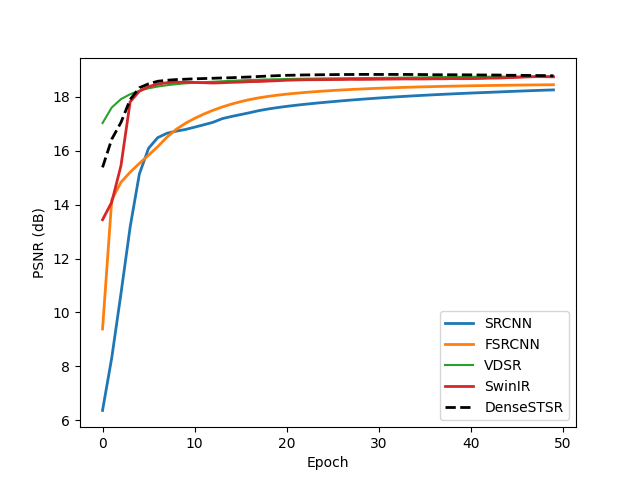 18
16
14
12
10
8
6
PSNR (dB)
0 10 20 30 40 50
Epoch
SRCNN
FSRCNN
VDSR
SwinIR
DenseSTSR